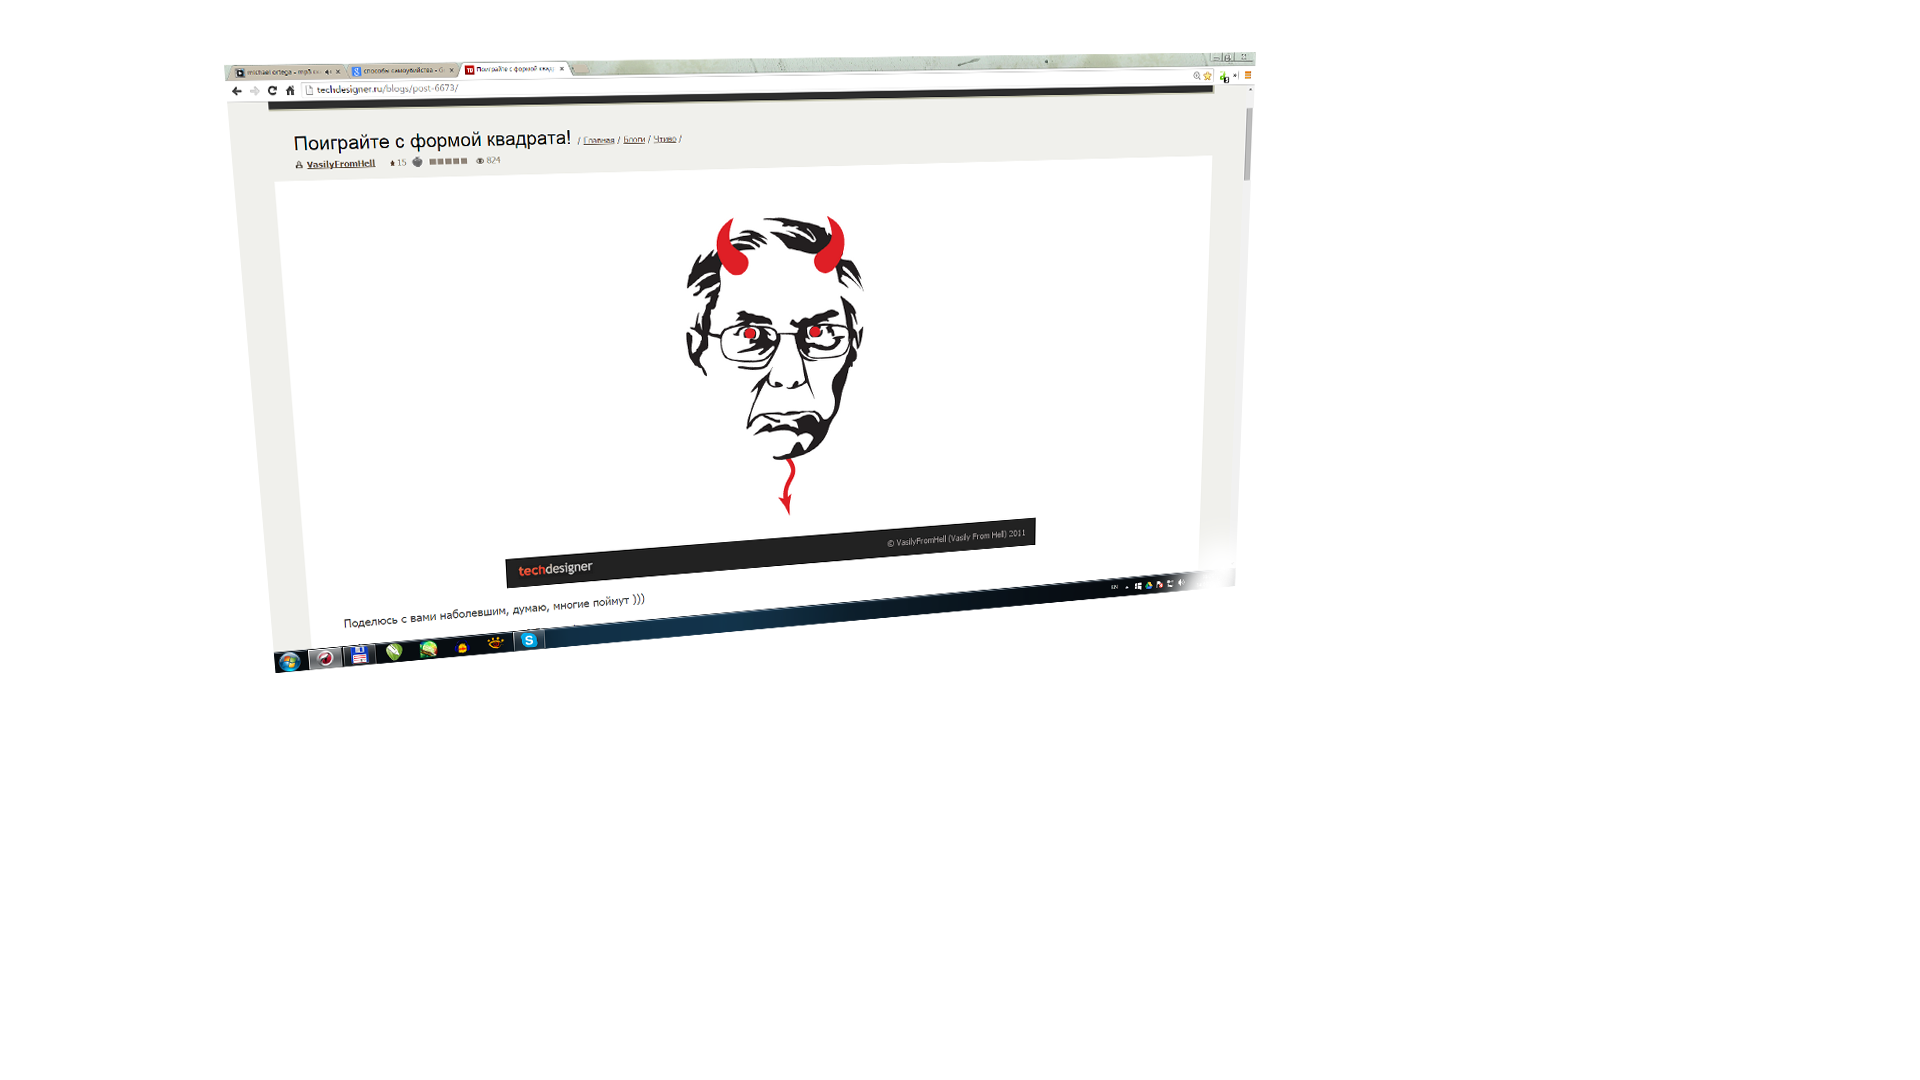 michael ortega - mp3
способы самоубийства - G
Поиграйте с формой квад
techdesigner.ru/blogs/post-6673/
Поиграйте с формой квадрата! / Главная / Блоги / Чтиво /
VasilyFromHell 15 824
© VasilyFromHell (Vasily From Hell) 2011
techdesigner
Поделюсь с вами наболевшим, думаю, многие поймут )))
EN